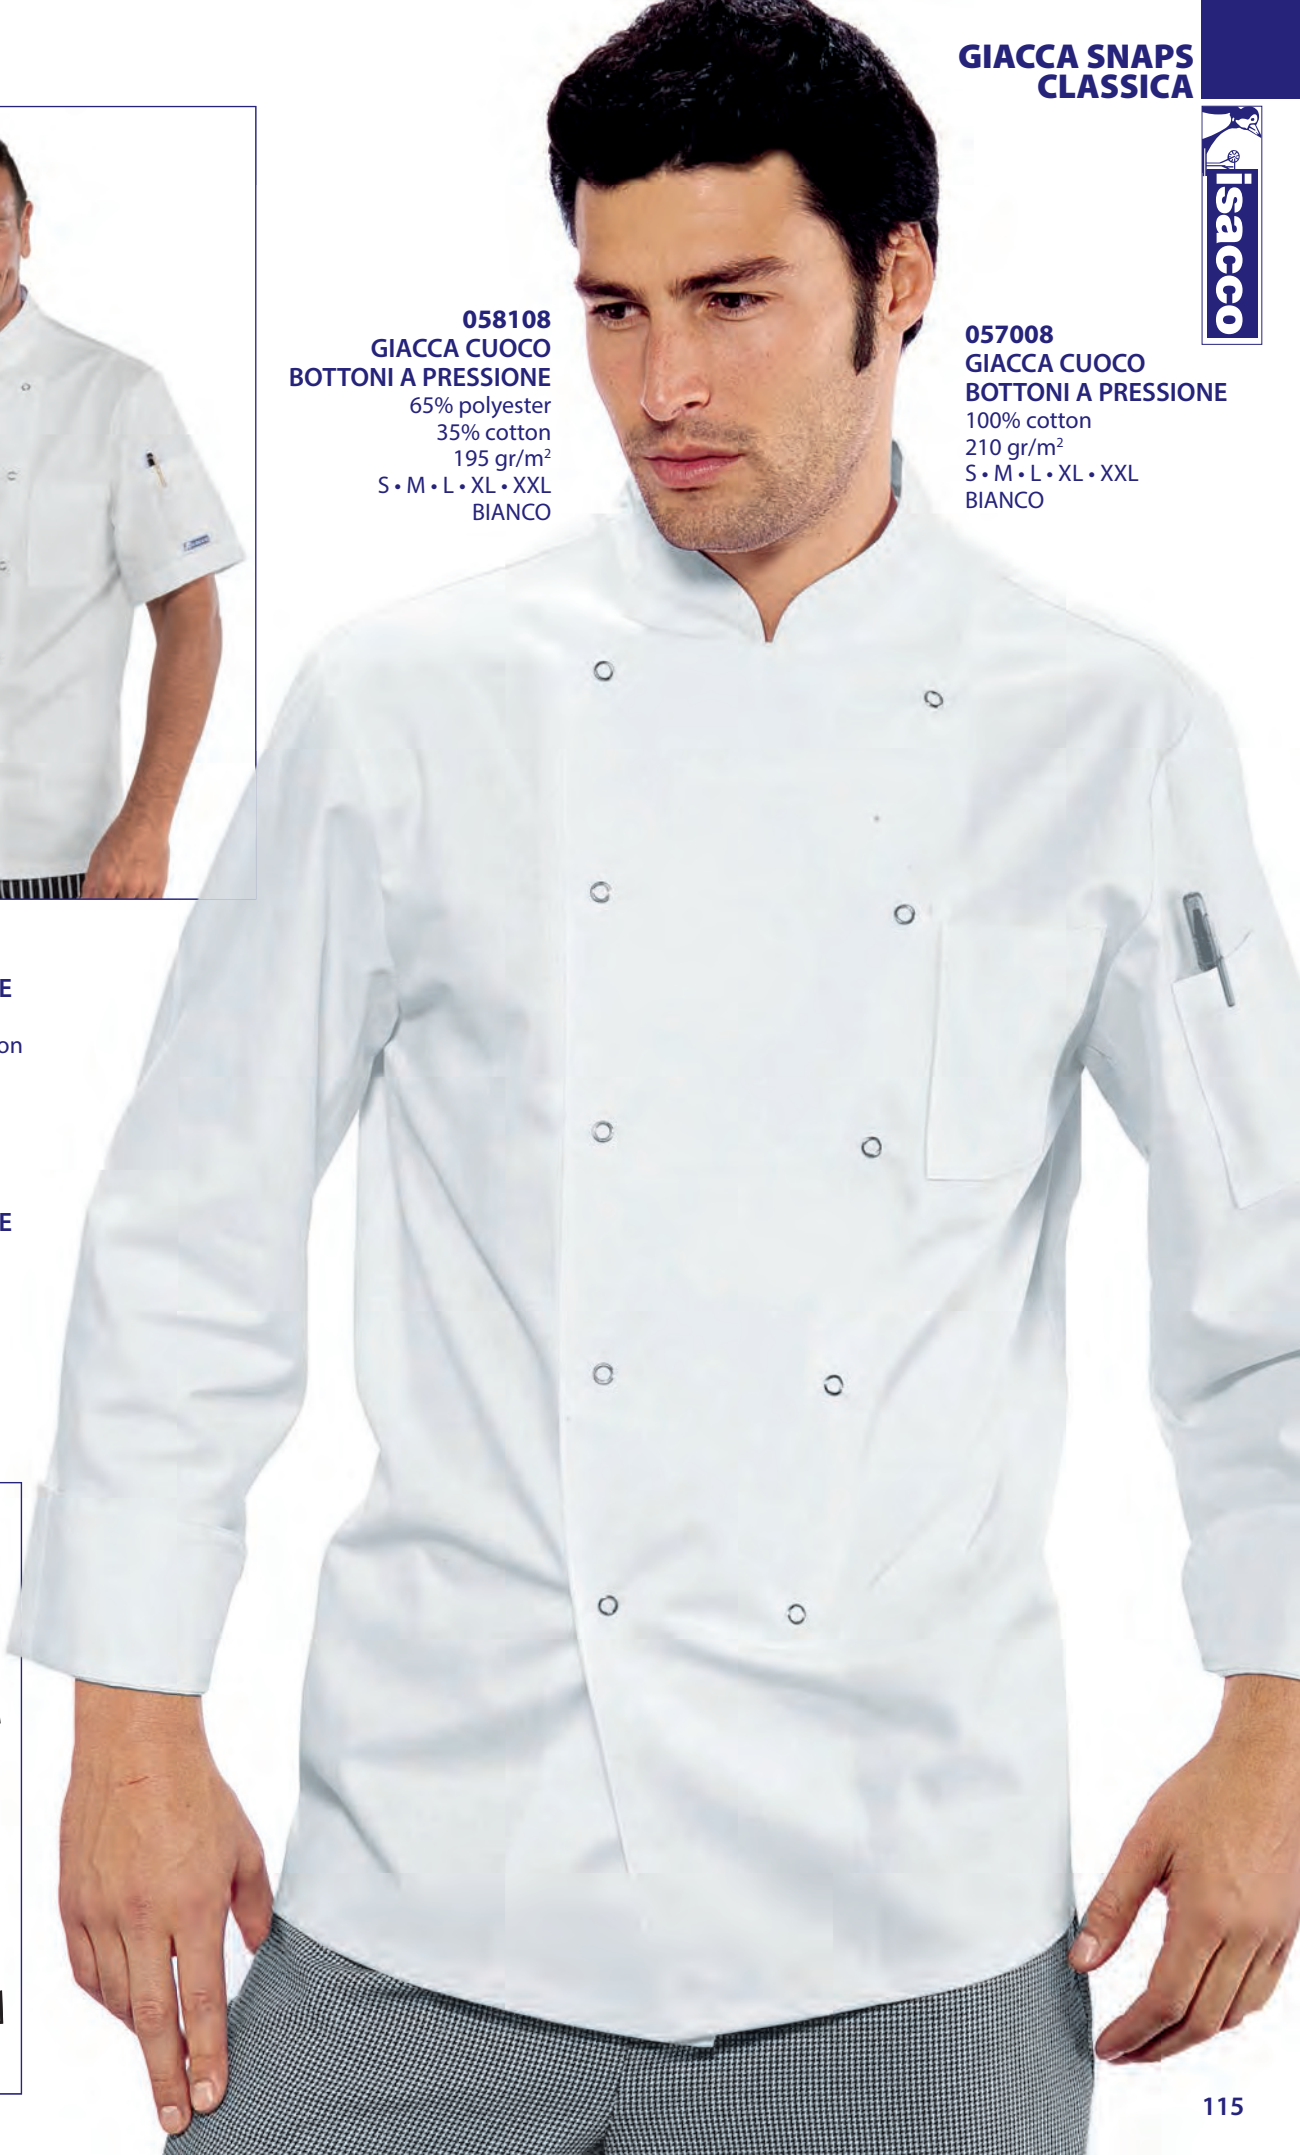 GIACCA SNAPS
CLASSICA
isacco
058108
GIACCA CUOCO
BOTTONI A PRESSIONE
65% polyester
35% cotton
195 gr/m²
S • M • L • XL • XXL
BIANCO
057008
GIACCA CUOCO
BOTTONI A PRESSIONE
100% cotton
210 gr/m²
S • M • L • XL • XXL
BIANCO
E
on
E
115